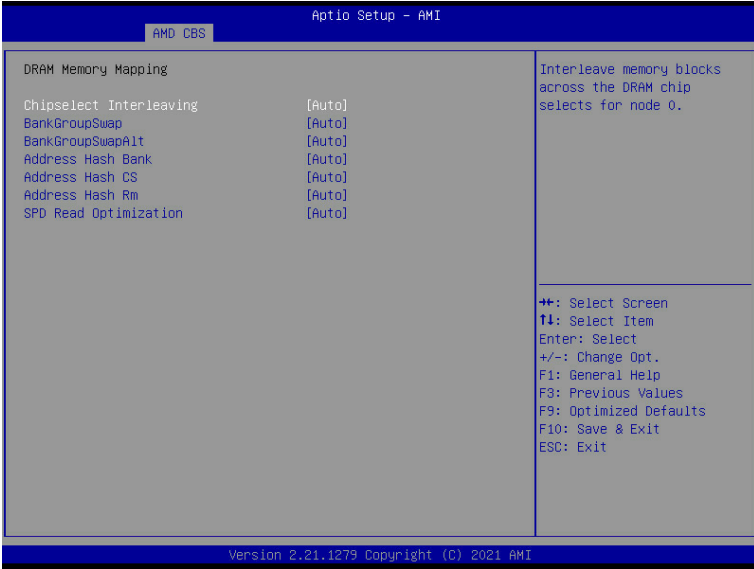 Aptio Setup – AMI
AMD CBS
DRAM Memory Mapping
Chipselect Interleaving [Auto]
BankGroupSwap [Auto]
BankGroupSwapAlt [Auto]
Address Hash Bank [Auto]
Address Hash CS [Auto]
Address Hash Rm [Auto]
SPD Read Optimization [Auto]
Interleave memory blocks
across the DRAM chip
selects for node 0.
→←: Select Screen
↑↓: Select Item
Enter: Select
+/-: Change Opt.
F1: General Help
F3: Previous Values
F9: Optimized Defaults
F10: Save & Exit
ESC: Exit
Version 2.21.1279 Copyright (C) 2021 AMI